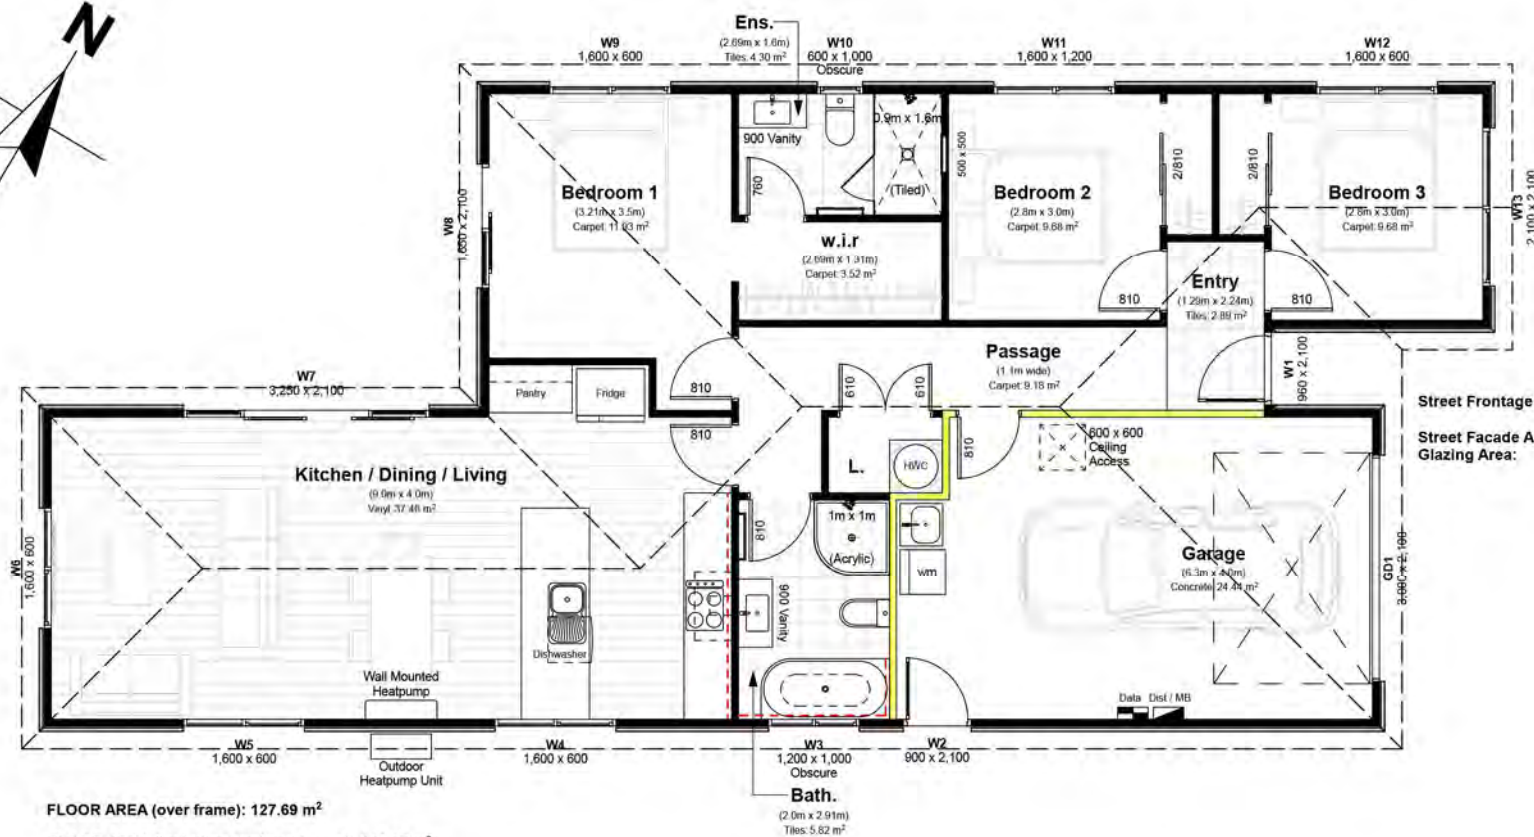 N
Ens.
(2.69m x 1.6m)
Tiles: 4.30 m²
W9
1,600 x 600
W10
600 x 1,000
Obscure
W11
1,600 x 1,200
W12
1,600 x 600
900 Vanity
760
0.9m x 1.6m
(Tiled)
500 x 500
2/810
2/810
Bedroom 1
(3.21m x 3.5m)
Carpet: 11.93 m²
Bedroom 2
(2.8m x 3.0m)
Carpet: 9.68 m²
Bedroom 3
(2.8m x 3.0m)
Carpet: 9.68 m²
W13
2,100 x 2,100
W8
2,100
w.i.r
(2.69m x 1.31m)
Carpet: 3.52 m²
Entry
(1.29m x 2.24m)
Tiles: 2.89 m²
810
810
Passage
(1.1m wide)
Carpet: 9.18 m²
W1
960 x 2,100
W7
3,250 x 2,100
Pantry
Fridge
810
810
610
610
Street Frontage
Street Facade A
Glazing Area:
810
600 x 600
Ceiling
Access
L.
HWC
Kitchen / Dining / Living
(9.0m x 4.0m)
Vinyl: 37.46 m²
810
1m x 1m
(Acrylic)
wm
Garage
(6.3m x 4.0m)
Concrete: 24.44 m²
W6
1,600 x 600
GD1
900 Vanity
Dishwasher
Wall Mounted
Heatpump
Data Dist / MB
W5
1,600 x 600
Outdoor
Heatpump Unit
W4
1,600 x 600
W3
1,200 x 1,000
Obscure
W2
900 x 2,100
Bath.
(2.0m x 2.91m)
Tiles: 5.82 m²
FLOOR AREA (over frame): 127.69 m²